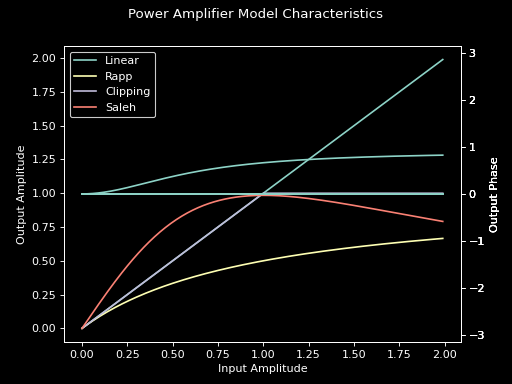 Power Amplifier Model Characteristics
Linear
Rapp
Clipping
Saleh
Output Amplitude
2.00
1.75
1.50
1.25
1.00
0.75
0.50
0.25
0.00
3
2
1
0
−1
−2
−3
Output Phase
0.00 0.25 0.50 0.75 1.00 1.25 1.50 1.75 2.00
Input Amplitude